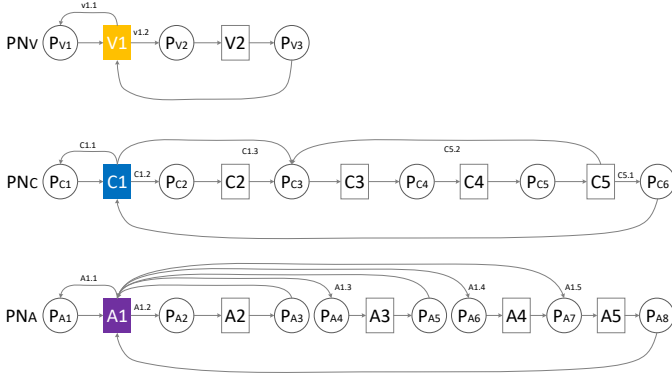 v1.1
PNV PV1 V1 v1.2 PV2 V2 PV3
C1.1 C1.3 C5.2
PNC PC1 C1 C1.2 PC2 C2 PC3 C3 PC4 C4 PC5 C5 C5.1 PC6
A1.1 A1.3 A1.4 A1.5
PNA PA1 A1 A1.2 PA2 A2 PA3 PA4 A3 PA5 PA6 A4 PA7 A5 PA8